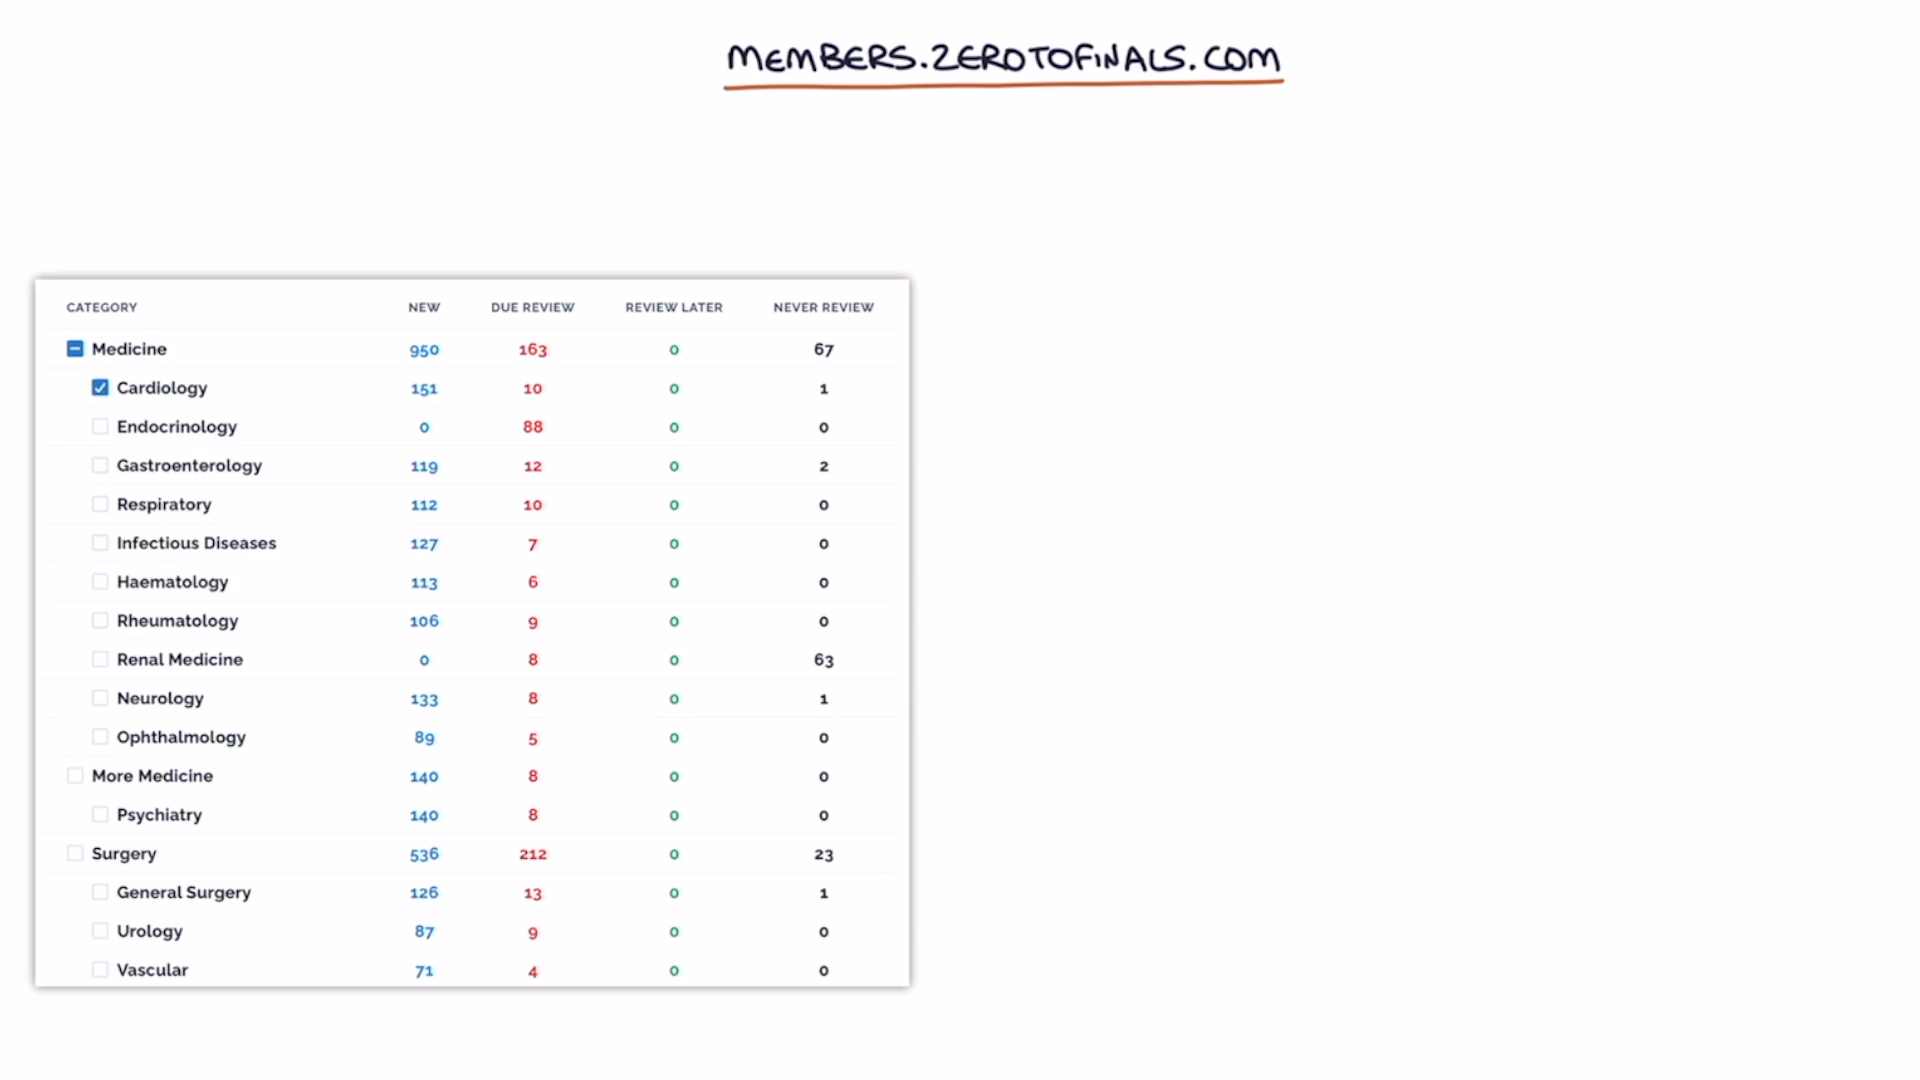 MEMBERS.ZEROTOFINALS.COM
CATEGORY NEW DUE REVIEW REVIEW LATER NEVER REVIEW
Medicine 950 163 0 67
Cardiology 151 10 0 1
Endocrinology 0 88 0 0
Gastroenterology 119 12 0 2
Respiratory 112 10 0 0
Infectious Diseases 127 7 0 0
Haematology 113 6 0 0
Rheumatology 106 9 0 0
Renal Medicine 0 8 0 63
Neurology 133 8 0 1
Ophthalmology 89 5 0 0
More Medicine 140 8 0 0
Psychiatry 140 8 0 0
Surgery 536 212 0 23
General Surgery 126 13 0 1
Urology 87 9 0 0
Vascular 71 4 0 0